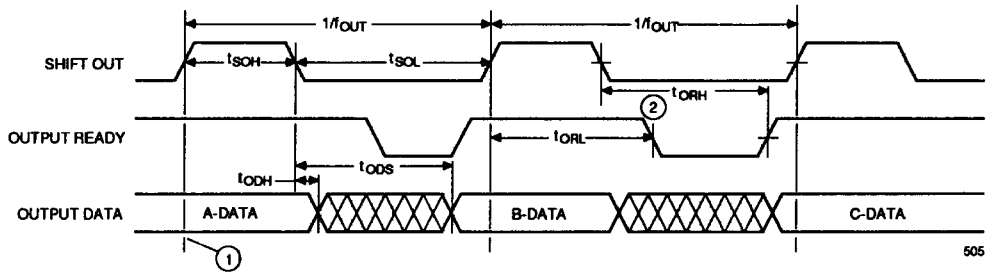 1/fOUT 1/fOUT
SHIFT OUT tSOH tSOL
tORH
2
OUTPUT READY tORL
tODS
tODH
OUTPUT DATA A-DATA B-DATA C-DATA
1
505